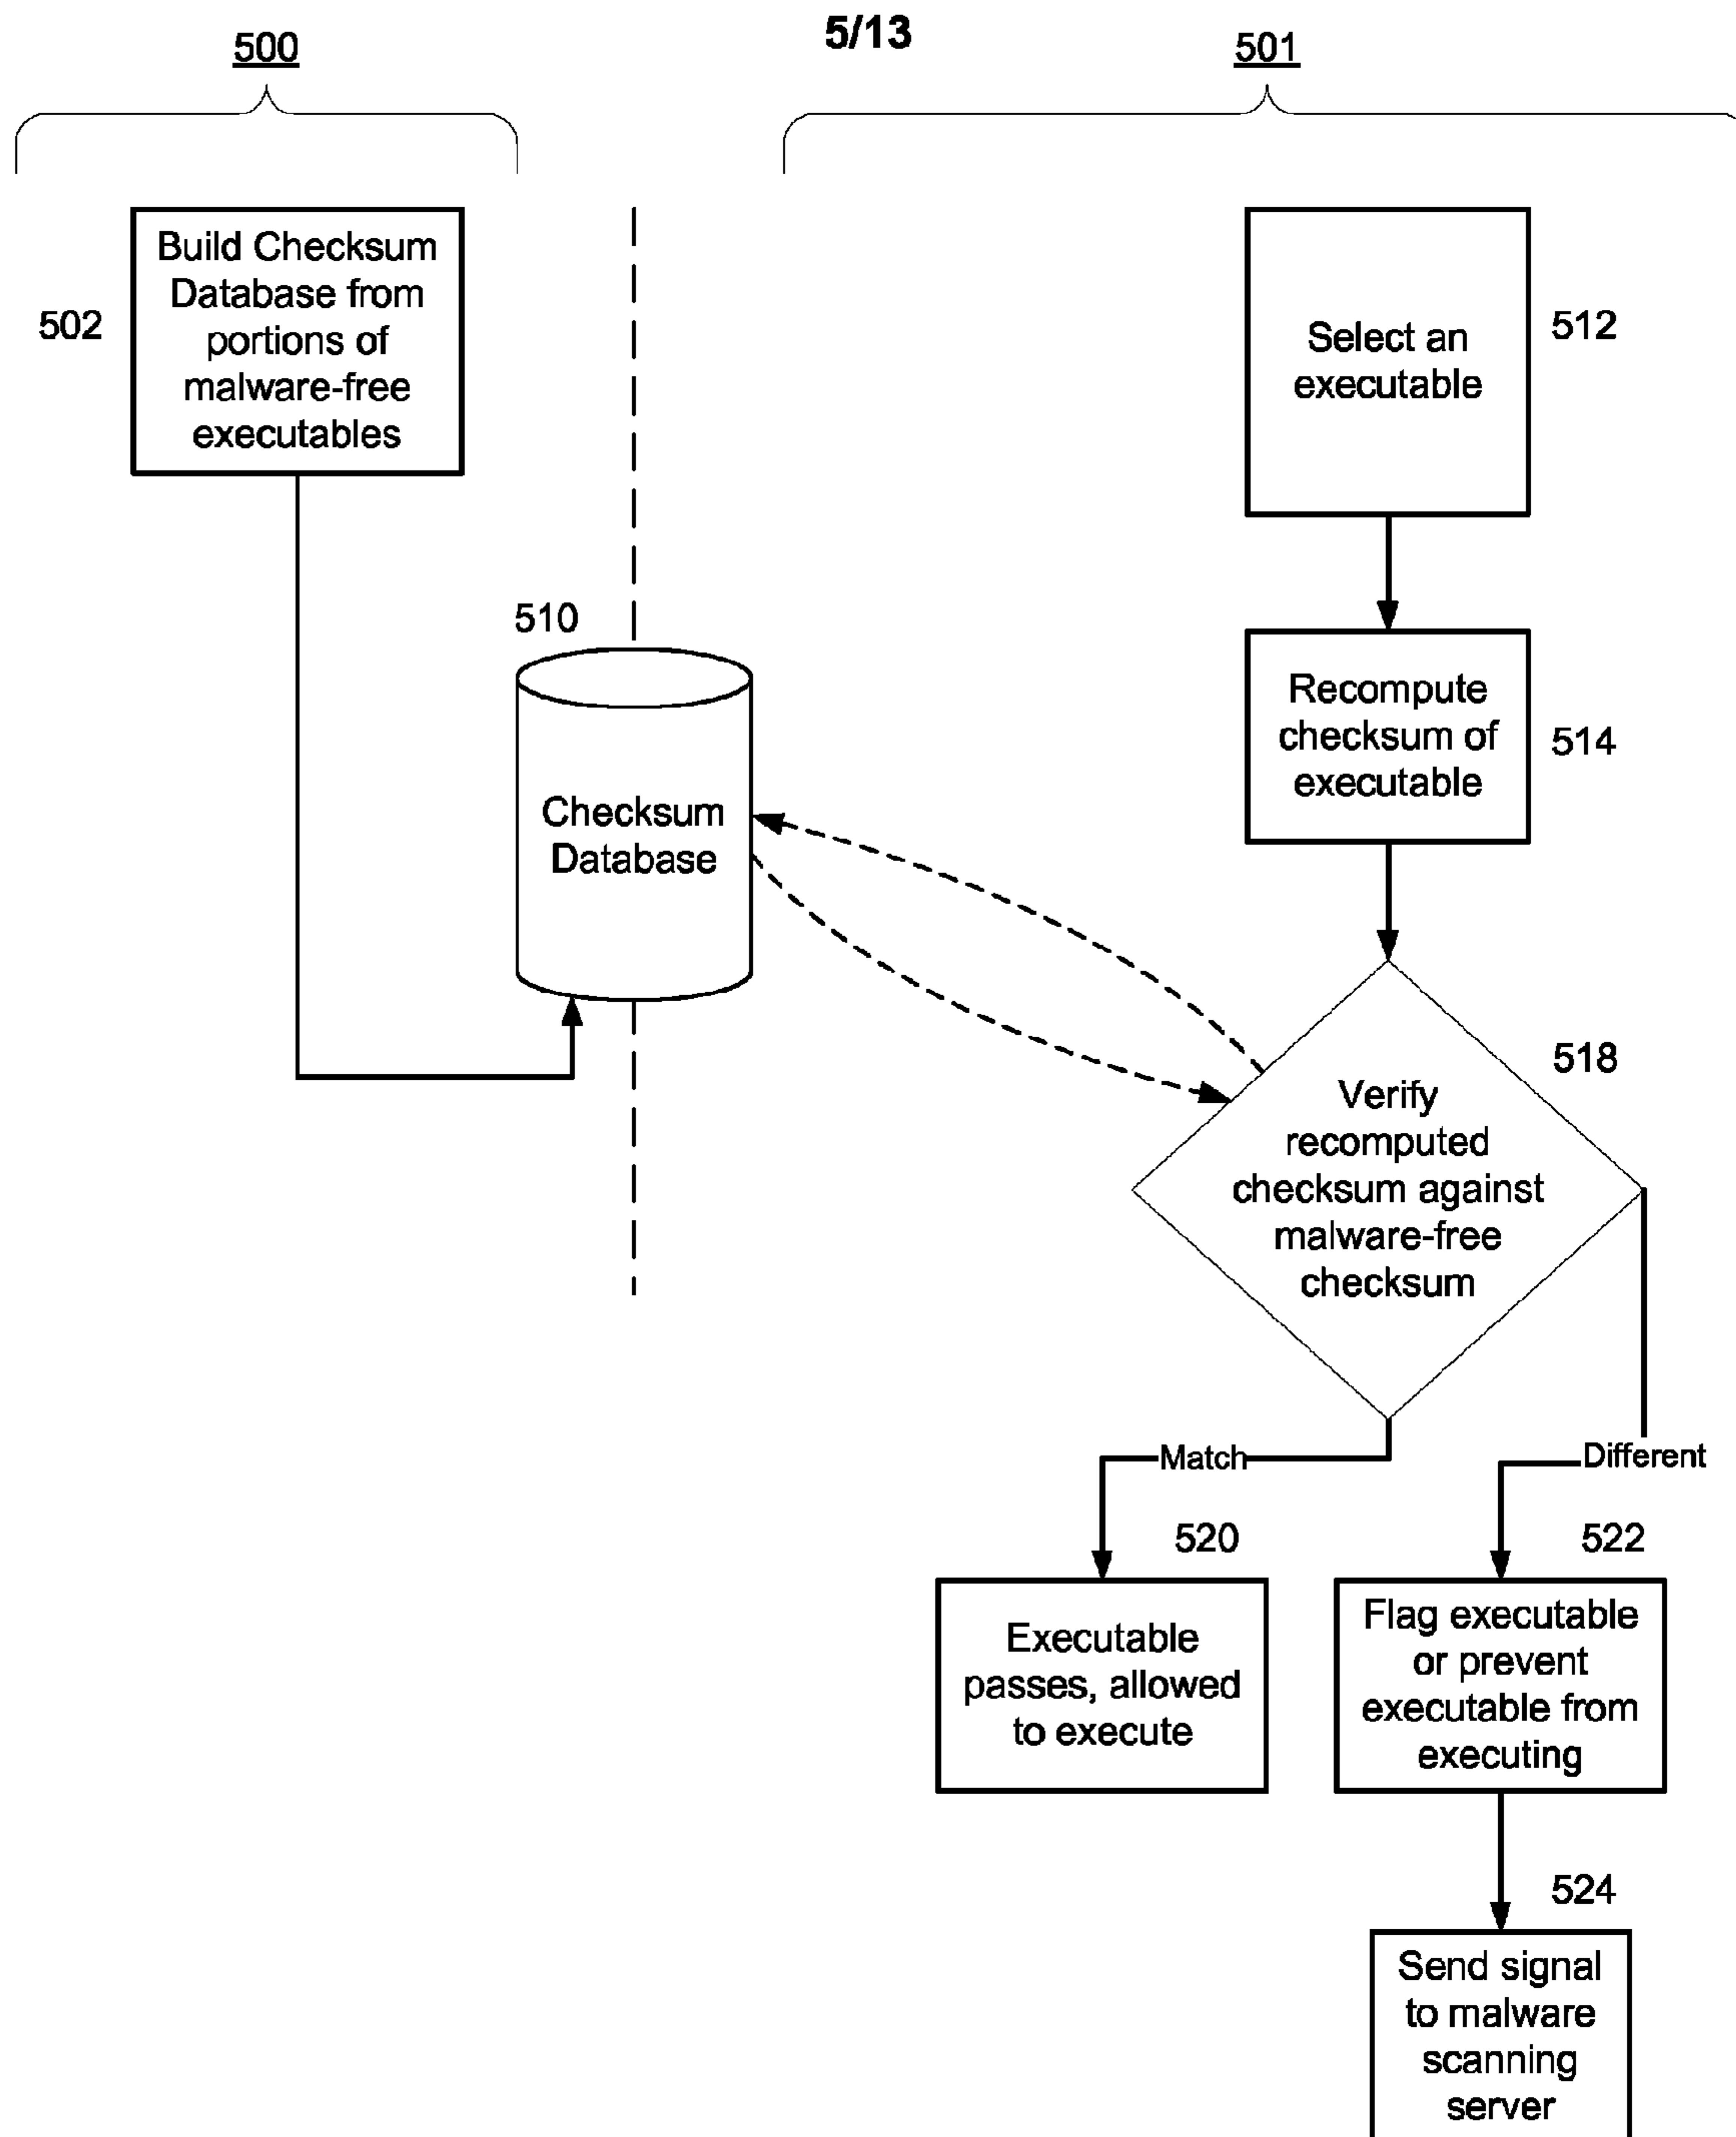 5/13
500
501
Build Checksum
Database from
portions of
malware-free
executables
502
Select an
executable
512
510
Checksum
Database
Recompute
checksum of
executable
514
518
Verify
recomputed
checksum against
malware-free
checksum
Match
Different
520
522
Executable
passes, allowed
to execute
Flag executable
or prevent
executable from
executing
524
Send signal
to malware
scanning
server